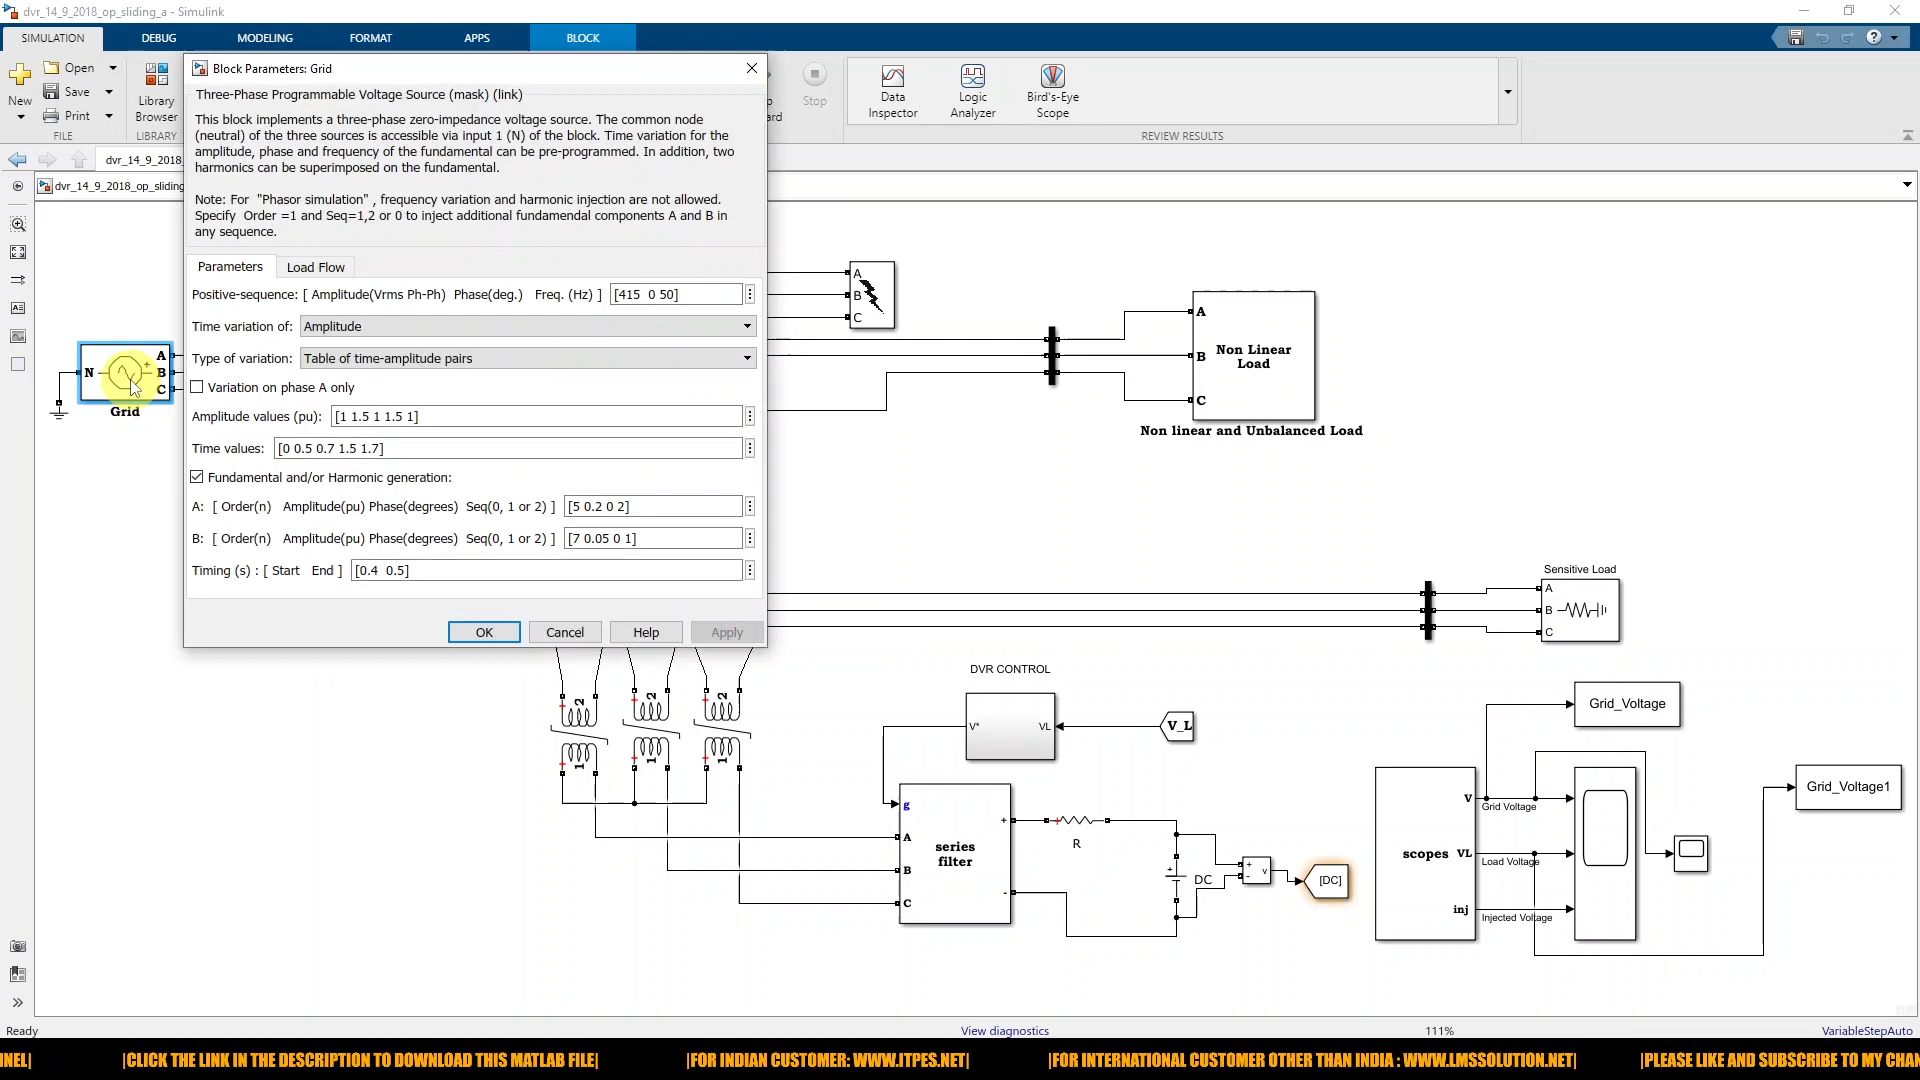 dvr_14_9_2018_op_sliding_a - Simulink
SIMULATION
DEBUG
MODELING
FORMAT
APPS
BLOCK
New
Open
Save
Print
FILE
Library
Browser
LIBRARY
Stop
Data
Inspector
Logic
Analyzer
Bird's-Eye
Scope
REVIEW RESULTS
dvr_14_9_2018_
dvr_14_9_2018_op_sliding
Block Parameters: Grid
Three-Phase Programmable Voltage Source (mask) (link)
This block implements a three-phase zero-impedance voltage source. The common node
(neutral) of the three sources is accessible via input 1 (N) of the block. Time variation for the
amplitude, phase and frequency of the fundamental can be pre-programmed. In addition, two
harmonics can be superimposed on the fundamental.
Note: For "Phasor simulation" , frequency variation and harmonic injection are not allowed.
Specify Order =1 and Seq=1,2 or 0 to inject additional fundamendal components A and B in
any sequence.
Parameters
Load Flow
Positive-sequence: [ Amplitude(Vrms Ph-Ph) Phase(deg.) Freq. (Hz) ] [415 0 50]
Time variation of: Amplitude
Type of variation: Table of time-amplitude pairs
Variation on phase A only
Amplitude values (pu): [1 1.5 1 1.5 1]
Time values: [0 0.5 0.7 1.5 1.7]
Fundamental and/or Harmonic generation:
A: [ Order(n) Amplitude(pu) Phase(degrees) Seq(0, 1 or 2) ] [5 0.2 0 2]
B: [ Order(n) Amplitude(pu) Phase(degrees) Seq(0, 1 or 2) ] [7 0.05 0 1]
Timing (s) : [ Start End ] [0.4 0.5]
OK
Cancel
Help
Apply
N
A
B
C
Grid
A
B
C
A
B
C
Non Linear
Load
Non linear and Unbalanced Load
Sensitive Load
A
B
C
2
2
2
1
1
1
DVR CONTROL
V*
VL
V_L
g
A
B
C
series
filter
+
-
R
+
DC
+
-
v
[DC]
scopes
V
VL
inj
Grid Voltage
Load Voltage
Injected Voltage
Grid_Voltage
Grid_Voltage1
Ready
View diagnostics
111%
VariableStepAuto
NEL| |CLICK THE LINK IN THE DESCRIPTION TO DOWNLOAD THIS MATLAB FILE| |FOR INDIAN CUSTOMER: WWW.ITPES.NET| |FOR INTERNATIONAL CUSTOMER OTHER THAN INDIA : WWW.LMSSOLUTION.NET| |PLEASE LIKE AND SUBSCRIBE TO MY CHAN